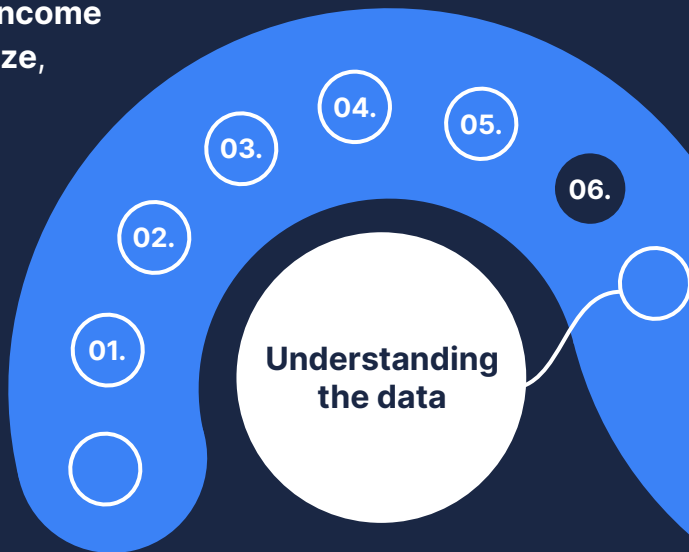 ncome
ze,
04.
05.
03.
06.
02.
01.
Understanding
the data